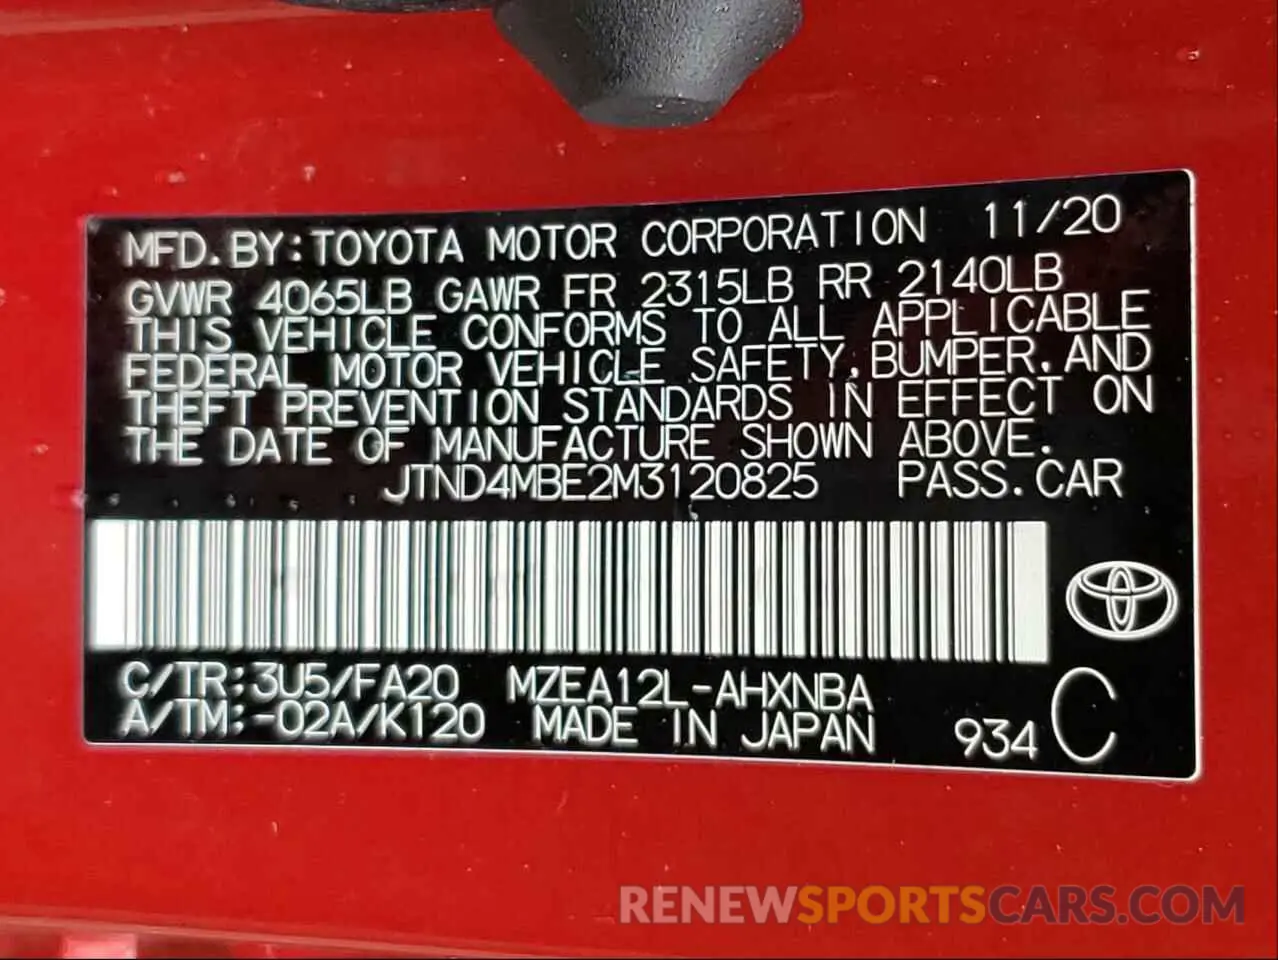 MFD.BY:TOYOTA MOTOR CORPORATION 11/20
GVWR 4065LB GAWR FR 2315LB RR 2140LB
THIS VEHICLE CONFORMS TO ALL APPLICABLE
FEDERAL MOTOR VEHICLE SAFETY,BUMPER,AND
THEFT PREVENTION STANDARDS IN EFFECT ON
THE DATE OF MANUFACTURE SHOWN ABOVE.
JTND4MBE2M3120825 PASS.CAR
C/TR:3U5/FA20 MZEA12L-AHXNBA
A/TM:-02A/K120 MADE IN JAPAN 934 C
RENEWSPORTSCARS.COM